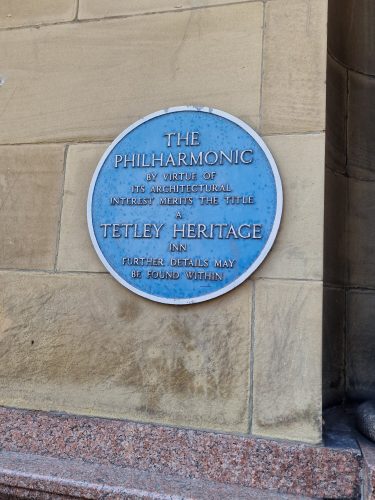 THE
PHILHARMONIC
BY VIRTUE OF
ITS ARCHITECTURAL
INTEREST MERITS THE TITLE
A
TETLEY HERITAGE
INN
FURTHER DETAILS MAY
BE FOUND WITHIN